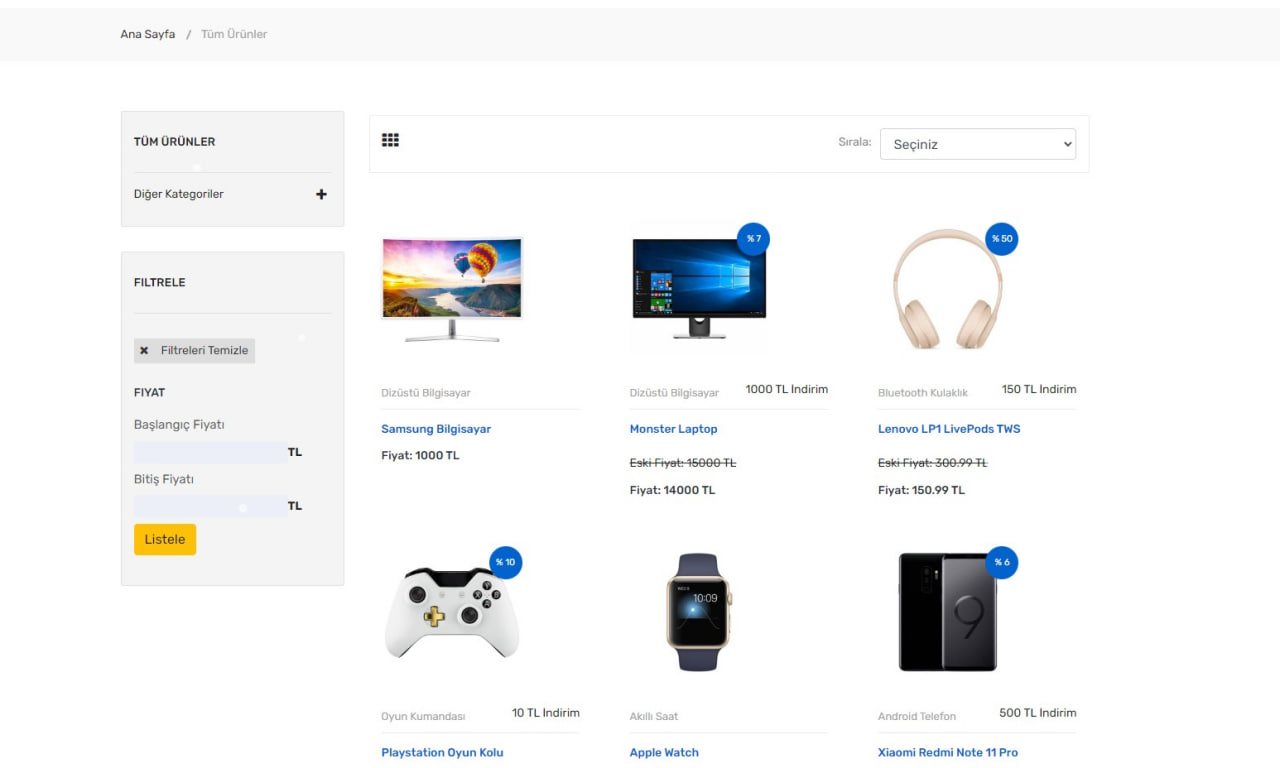 Ana Sayfa / Tüm Ürünler
TÜM ÜRÜNLER
Diğer Kategoriler
FILTRELE
Filtreleri Temizle
FIYAT
Başlangıç Fiyatı
TL
Bitiş Fiyatı
TL
Listele
Sırala: Seçiniz
Dizüstü Bilgisayar
Samsung Bilgisayar
Fiyat: 1000 TL
% 7
Dizüstü Bilgisayar 1000 TL Indirim
Monster Laptop
Eski Fiyat: 15000 TL
Fiyat: 14000 TL
% 50
Bluetooth Kulaklık 150 TL Indirim
Lenovo LP1 LivePods TWS
Eski Fiyat: 300.99 TL
Fiyat: 150.99 TL
% 10
Oyun Kumandası 10 TL Indirim
Playstation Oyun Kolu
10:09
Akıllı Saat
Apple Watch
% 6
9
Android Telefon 500 TL Indirim
Xiaomi Redmi Note 11 Pro